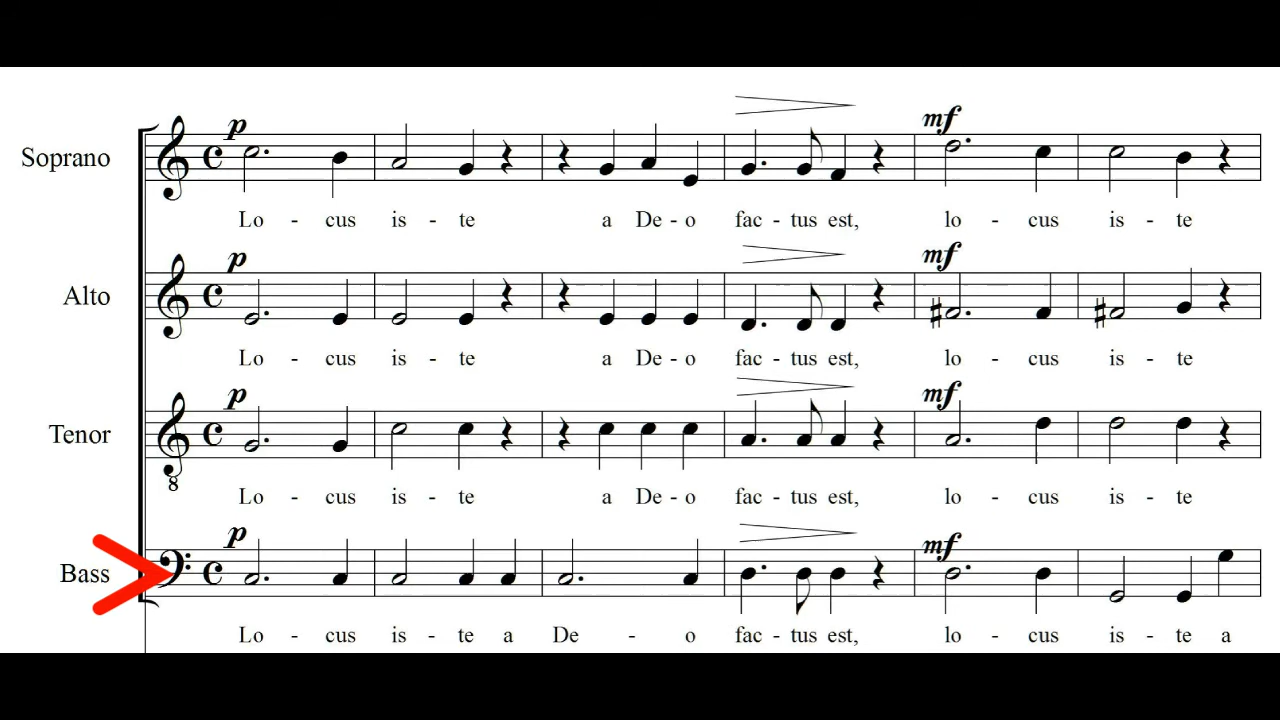 p mf
Soprano
Lo - cus is - te a De - o fac - tus est, lo - cus is - te
p mf
Alto
Lo - cus is - te a De - o fac - tus est, lo - cus is - te
p mf
Tenor
8
Lo - cus is - te a De - o fac - tus est, lo - cus is - te
p mf
Bass
Lo - cus is - te a De - o fac - tus est, lo - cus is - te a